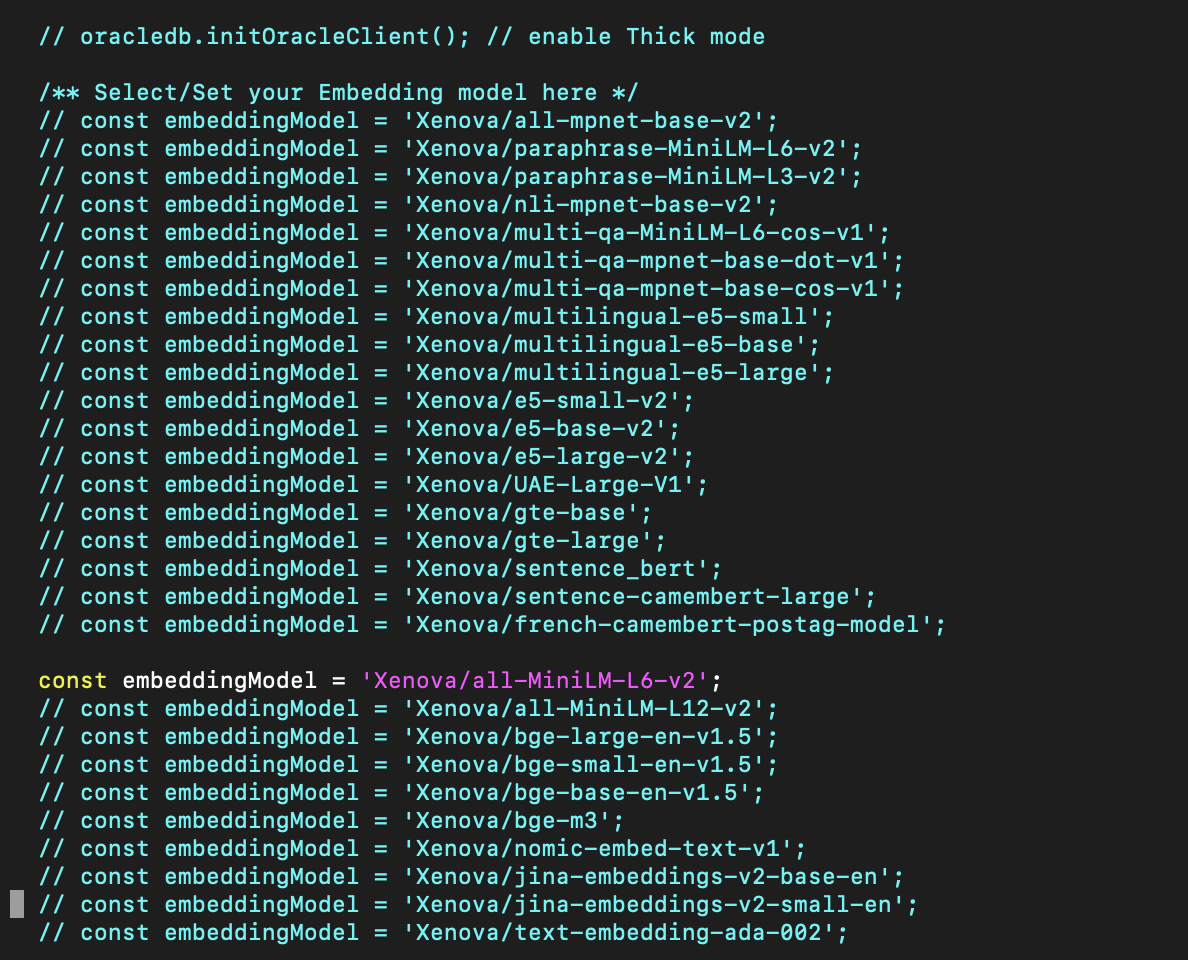 // oracledb.initOracleClient(); // enable Thick mode
/** Select/Set your Embedding model here */
// const embeddingModel = 'Xenova/all-mpnet-base-v2';
// const embeddingModel = 'Xenova/paraphrase-MiniLM-L6-v2';
// const embeddingModel = 'Xenova/paraphrase-MiniLM-L3-v2';
// const embeddingModel = 'Xenova/nli-mpnet-base-v2';
// const embeddingModel = 'Xenova/multi-qa-MiniLM-L6-cos-v1';
// const embeddingModel = 'Xenova/multi-qa-mpnet-base-dot-v1';
// const embeddingModel = 'Xenova/multi-qa-mpnet-base-cos-v1';
// const embeddingModel = 'Xenova/multilingual-e5-small';
// const embeddingModel = 'Xenova/multilingual-e5-base';
// const embeddingModel = 'Xenova/multilingual-e5-large';
// const embeddingModel = 'Xenova/e5-small-v2';
// const embeddingModel = 'Xenova/e5-base-v2';
// const embeddingModel = 'Xenova/e5-large-v2';
// const embeddingModel = 'Xenova/UAE-Large-V1';
// const embeddingModel = 'Xenova/gte-base';
// const embeddingModel = 'Xenova/gte-large';
// const embeddingModel = 'Xenova/sentence_bert';
// const embeddingModel = 'Xenova/sentence-camembert-large';
// const embeddingModel = 'Xenova/french-camembert-postag-model';
const embeddingModel = 'Xenova/all-MiniLM-L6-v2';
// const embeddingModel = 'Xenova/all-MiniLM-L12-v2';
// const embeddingModel = 'Xenova/bge-large-en-v1.5';
// const embeddingModel = 'Xenova/bge-small-en-v1.5';
// const embeddingModel = 'Xenova/bge-base-en-v1.5';
// const embeddingModel = 'Xenova/bge-m3';
// const embeddingModel = 'Xenova/nomic-embed-text-v1';
// const embeddingModel = 'Xenova/jina-embeddings-v2-base-en';
// const embeddingModel = 'Xenova/jina-embeddings-v2-small-en';
// const embeddingModel = 'Xenova/text-embedding-ada-002';